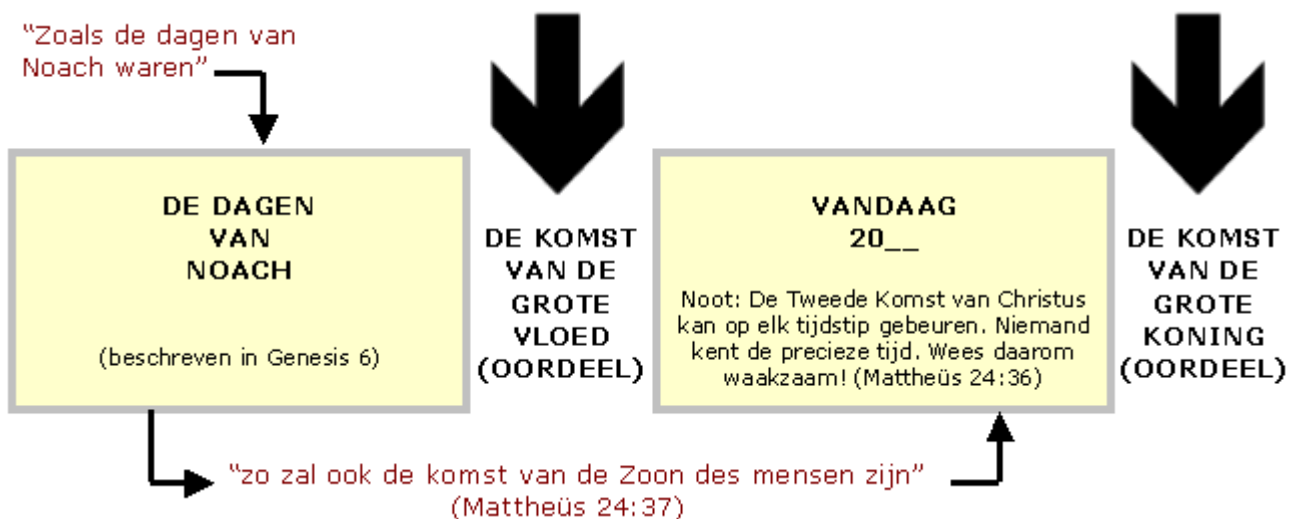 "Zoals de dagen van
Noach waren"
DE DAGEN
VAN
NOACH
(beschreven in Genesis 6)
DE KOMST
VAN DE
GROTE
VLOED
(OORDEEL)
VANDAAG
20__
Noot: De Tweede Komst van Christus
kan op elk tijdstip gebeuren. Niemand
kent de precieze tijd. Wees daarom
waakzaam! (Mattheüs 24:36)
DE KOMST
VAN DE
GROTE
KONING
(OORDEEL)
"zo zal ook de komst van de Zoon des mensen zijn"
(Mattheüs 24:37)